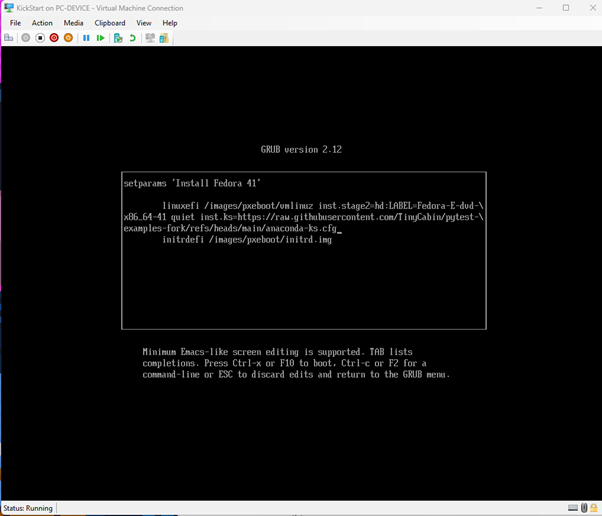 KickStart on PC-DEVICE - Virtual Machine Connection
File Action Media Clipboard View Help
GRUB version 2.12
setparams 'Install Fedora 41'
linuxefi /images/pxeboot/vmlinuz inst.stage2=hd:LABEL=Fedora-E-dvd-\
x86_64-41 quiet inst.ks=https://raw.githubusercontent.com/TinyCabin/pytest-\
examples-fork/refs/heads/main/anaconda-ks.cfg_
initrdefi /images/pxeboot/initrd.img
Minimum Emacs-like screen editing is supported. TAB lists
completions. Press Ctrl-x or F10 to boot, Ctrl-c or F2 for a
command-line or ESC to discard edits and return to the GRUB menu.
Status: Running